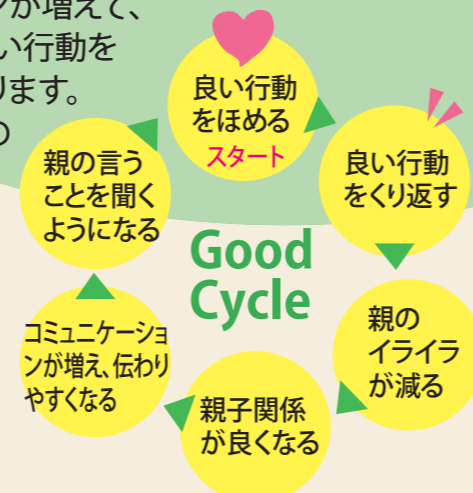 ンが増えて、
い行動を
ります。
の
良い行動
をほめる
スタート
良い行動
をくり返す
親の
イライラ
が減る
親子関係
が良くなる
コミュニケーショ
ンが増え、伝わり
やすくなる
親の言う
ことを聞く
ようになる
Good
Cycle